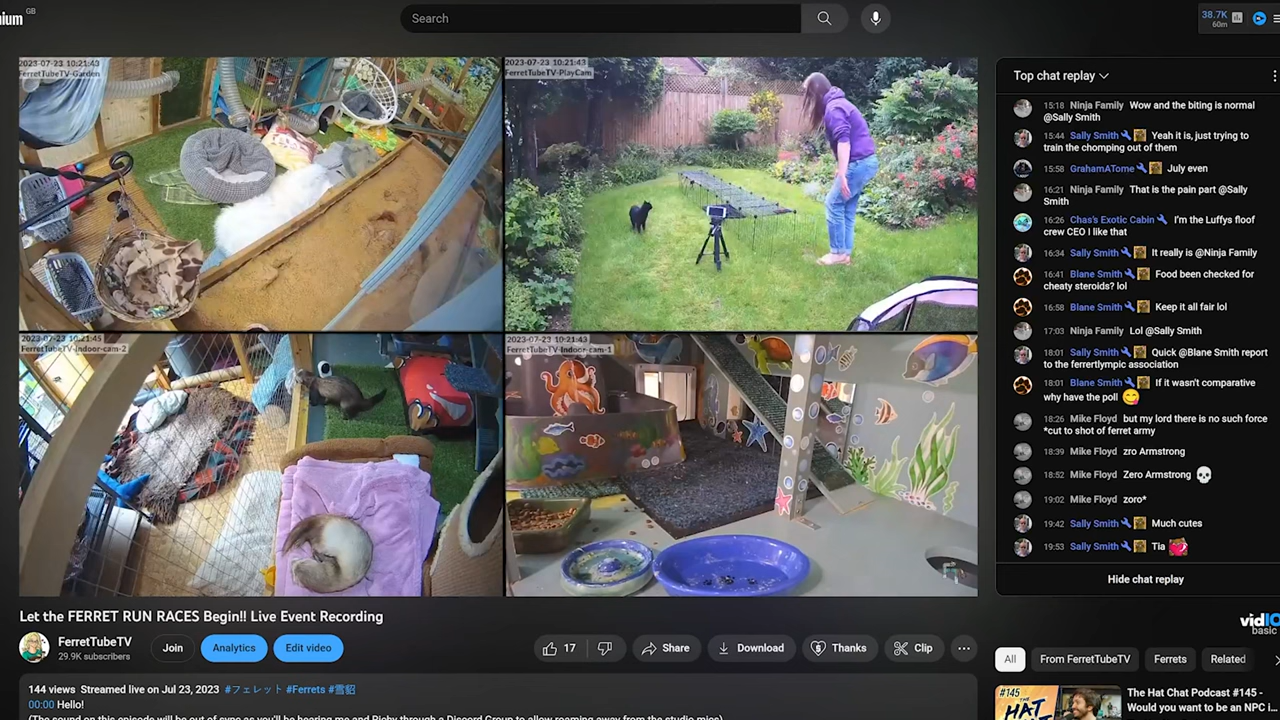 nium GB
Search
38.7K
60m
2023-07-23 10:21:43
FerretTubeTV-Garden
2023-07-23 10:21:43
FerretTubeTV-PlayCam
2023-07-23 10:21:45
FerretTubeTV-Indoor-cam-2
2023-07-23 10:21:43
FerretTubeTV-Indoor-cam-1
Top chat replay
15:18 Ninja Family Wow and the biting is normal
@Sally Smith
15:44 Sally Smith Yeah it is, just trying to
train the chomping out of them
15:58 GrahamATome July even
16:21 Ninja Family That is the pain part @Sally
Smith
16:26 Chas's Exotic Cabin I'm the Luffys floof
crew CEO I like that
16:34 Sally Smith It really is @Ninja Family
16:41 Blane Smith Food been checked for
cheaty steroids? lol
16:58 Blane Smith Keep it all fair lol
17:03 Ninja Family Lol @Sally Smith
18:01 Sally Smith Quick @Blane Smith report
to the ferrertlympic association
18:01 Blane Smith If it wasn't comparative
why have the poll 😋
18:26 Mike Floyd but my lord there is no such force
*cut to shot of ferret army
18:39 Mike Floyd zro Armstrong
18:52 Mike Floyd Zero Armstrong 💀
19:02 Mike Floyd zoro*
19:42 Sally Smith Much cutes
19:53 Sally Smith Tia
Hide chat replay
Let the FERRET RUN RACES Begin!! Live Event Recording
FerretTubeTV
29.9K subscribers
Join
Analytics
Edit video
17
Share
Download
Thanks
Clip
144 views Streamed live on Jul 23, 2023 #フェレット #Ferrets #雪貂
00:00 Hello!
(The sound on this episode will be out of sync as you'll be hearing me and Richy through a Discord Group to allow roaming away from the studio mics)
vidIQ
basic
All
From FerretTubeTV
Ferrets
Related
#145
THE
HAT
The Hat Chat Podcast #145 -
Would you want to be an NPC i...